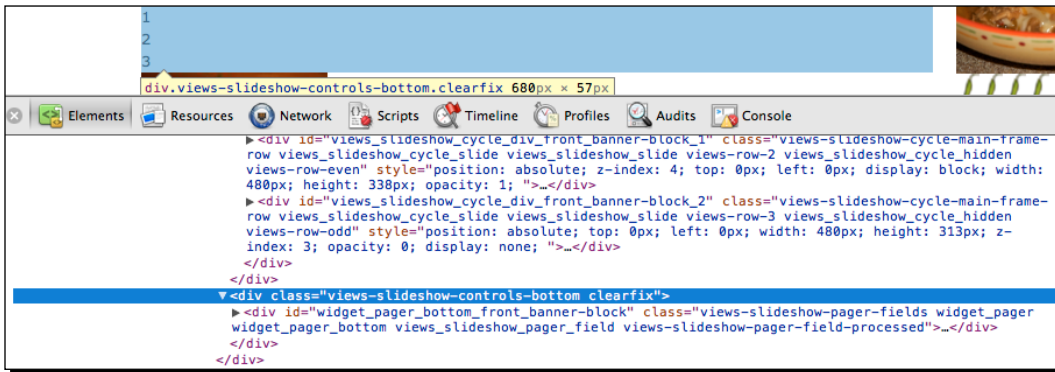 1
2
3
div.views-slideshow-controls-bottom.clearfix 680px × 57px
Elements Resources Network Scripts Timeline Profiles Audits Console
▶<div id="views_slideshow_cycle_div_front_banner-block_1" class="views-slideshow-cycle-main-frame-
row views_slideshow_cycle_slide views_slideshow_slide views-row-2 views_slideshow_cycle_hidden
views-row-even" style="position: absolute; z-index: 4; top: 0px; left: 0px; display: block; width:
480px; height: 338px; opacity: 1; ">…</div>
▶<div id="views_slideshow_cycle_div_front_banner-block_2" class="views-slideshow-cycle-main-frame-
row views_slideshow_cycle_slide views_slideshow_slide views-row-3 views_slideshow_cycle_hidden
views-row-odd" style="position: absolute; top: 0px; left: 0px; width: 480px; height: 313px; z-
index: 3; opacity: 0; display: none; ">…</div>
</div>
</div>
▼<div class="views-slideshow-controls-bottom clearfix">
▶<div id="widget_pager_bottom_front_banner-block" class="views-slideshow-pager-fields widget_pager
widget_pager_bottom views_slideshow_pager_field views-slideshow-pager-field-processed">…</div>
</div>
</div>